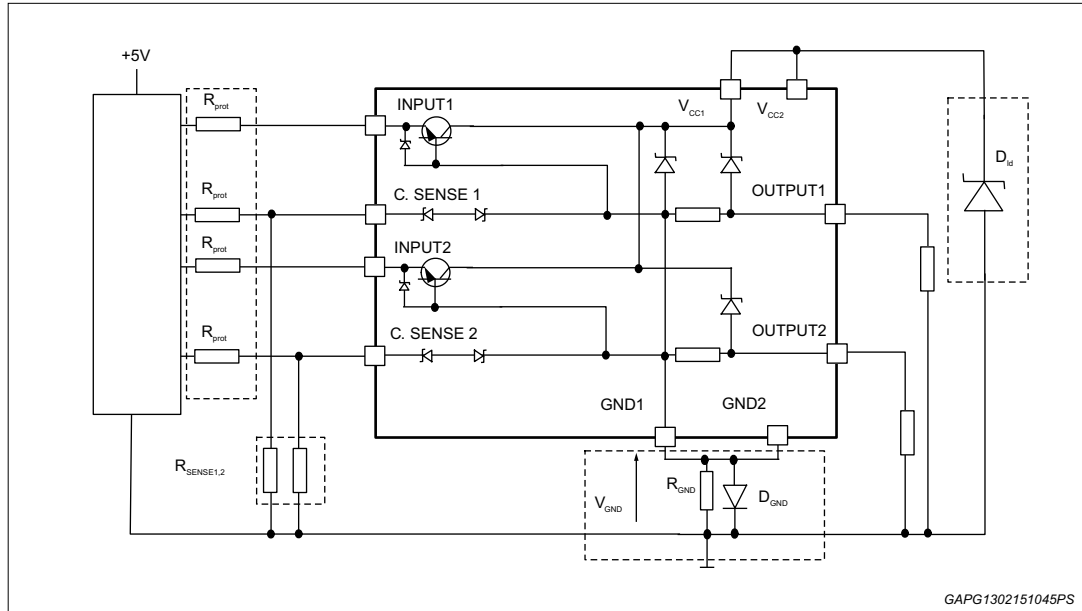 +5V
Rprot
INPUT1
VCC1
VCC2
Dld
Rprot
C. SENSE 1
OUTPUT1
Rprot
INPUT2
Rprot
C. SENSE 2
OUTPUT2
GND1
GND2
RSENSE1,2
RGND
DGND
VGND
GAPG1302151045PS